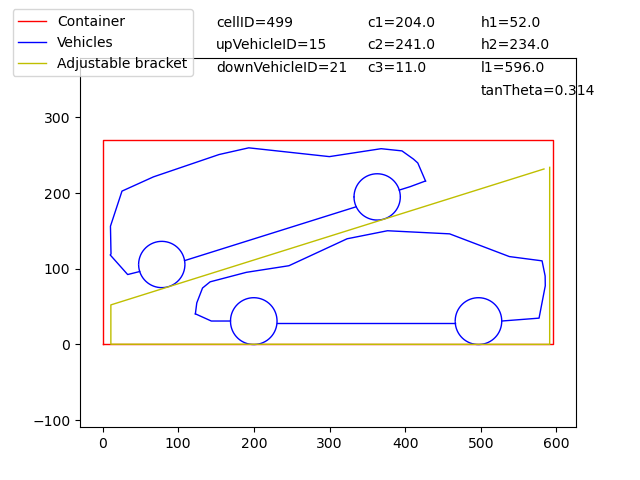 Container
Vehicles
Adjustable bracket
cellID=499
upVehicleID=15
downVehicleID=21
c1=204.0
c2=241.0
c3=11.0
h1=52.0
h2=234.0
l1=596.0
tanTheta=0.314
300
200
100
0
−100
0 100 200 300 400 500 600